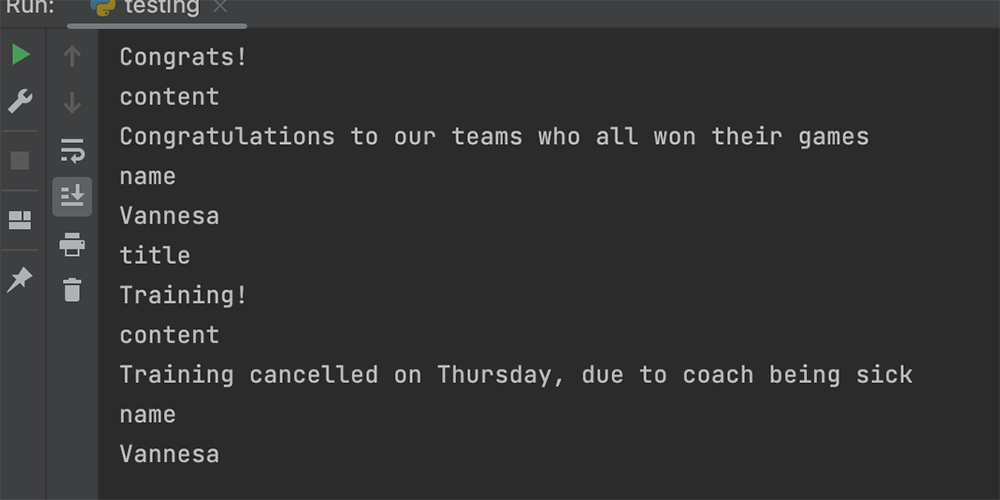 Run:
testing
Congrats!
content
Congratulations to our teams who all won their games
name
Vannesa
title
Training!
content
Training cancelled on Thursday, due to coach being sick
name
Vannesa